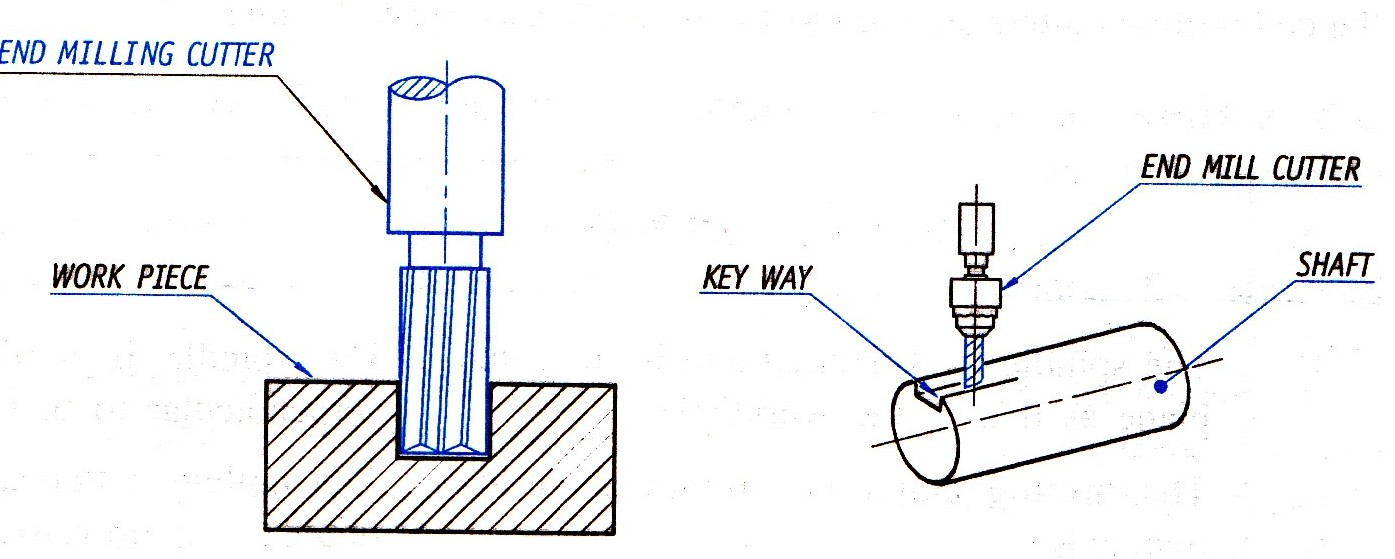 END MILLING CUTTER
WORK PIECE
END MILL CUTTER
KEY WAY
SHAFT